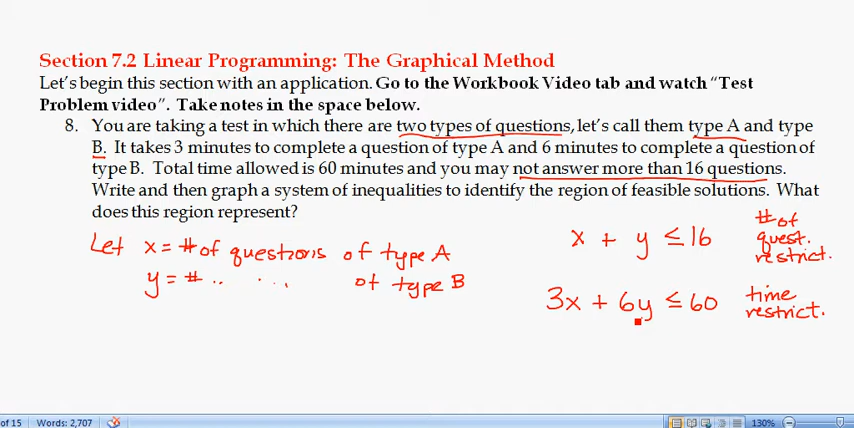 Section 7.2 Linear Programming: The Graphical Method
Let's begin this section with an application. Go to the Workbook Video tab and watch "Test
Problem video". Take notes in the space below.
8. You are taking a test in which there are two types of questions, let's call them type A and type
B. It takes 3 minutes to complete a question of type A and 6 minutes to complete a question of
type B. Total time allowed is 60 minutes and you may not answer more than 16 questions.
Write and then graph a system of inequalities to identify the region of feasible solutions. What
does this region represent?
Let x = # of questions of type A
y = # .. ... of type B
x + y ≤ 16
# of
quest.
restrict.
3x + 6y ≤ 60
time
restrict.
of 15 Words: 2,707 130%